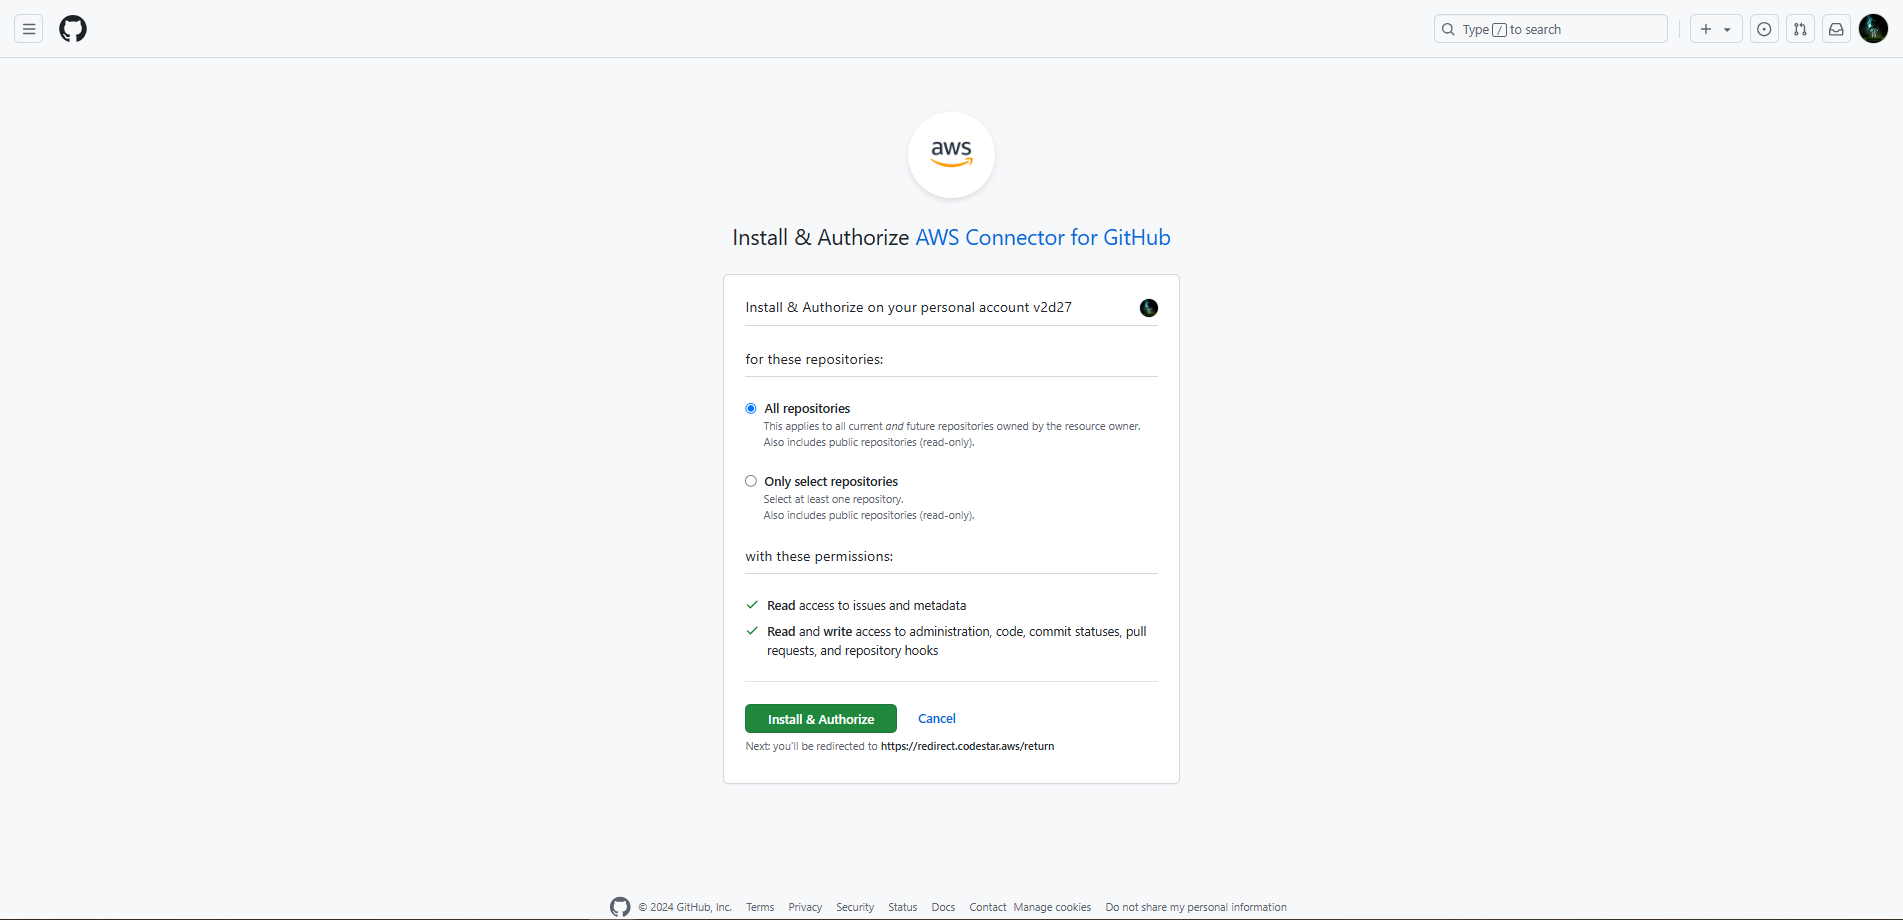 Type / to search
aws
Install & Authorize AWS Connector for GitHub
Install & Authorize on your personal account v2d27
for these repositories:
All repositories
This applies to all current and future repositories owned by the resource owner.
Also includes public repositories (read-only).
Only select repositories
Select at least one repository.
Also includes public repositories (read-only).
with these permissions:
Read access to issues and metadata
Read and write access to administration, code, commit statuses, pull
requests, and repository hooks
Install & Authorize Cancel
Next: you'll be redirected to https://redirect.codestar.aws/return
© 2024 GitHub, Inc. Terms Privacy Security Status Docs Contact Manage cookies Do not share my personal information